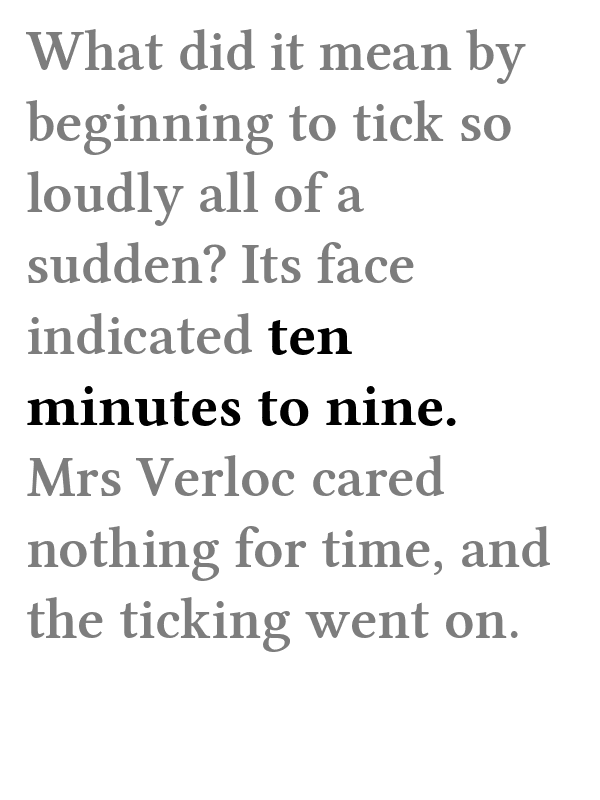 What did it mean by
beginning to tick so
loudly all of a
sudden? Its face
indicated ten
minutes to nine.
Mrs Verloc cared
nothing for time, and
the ticking went on.